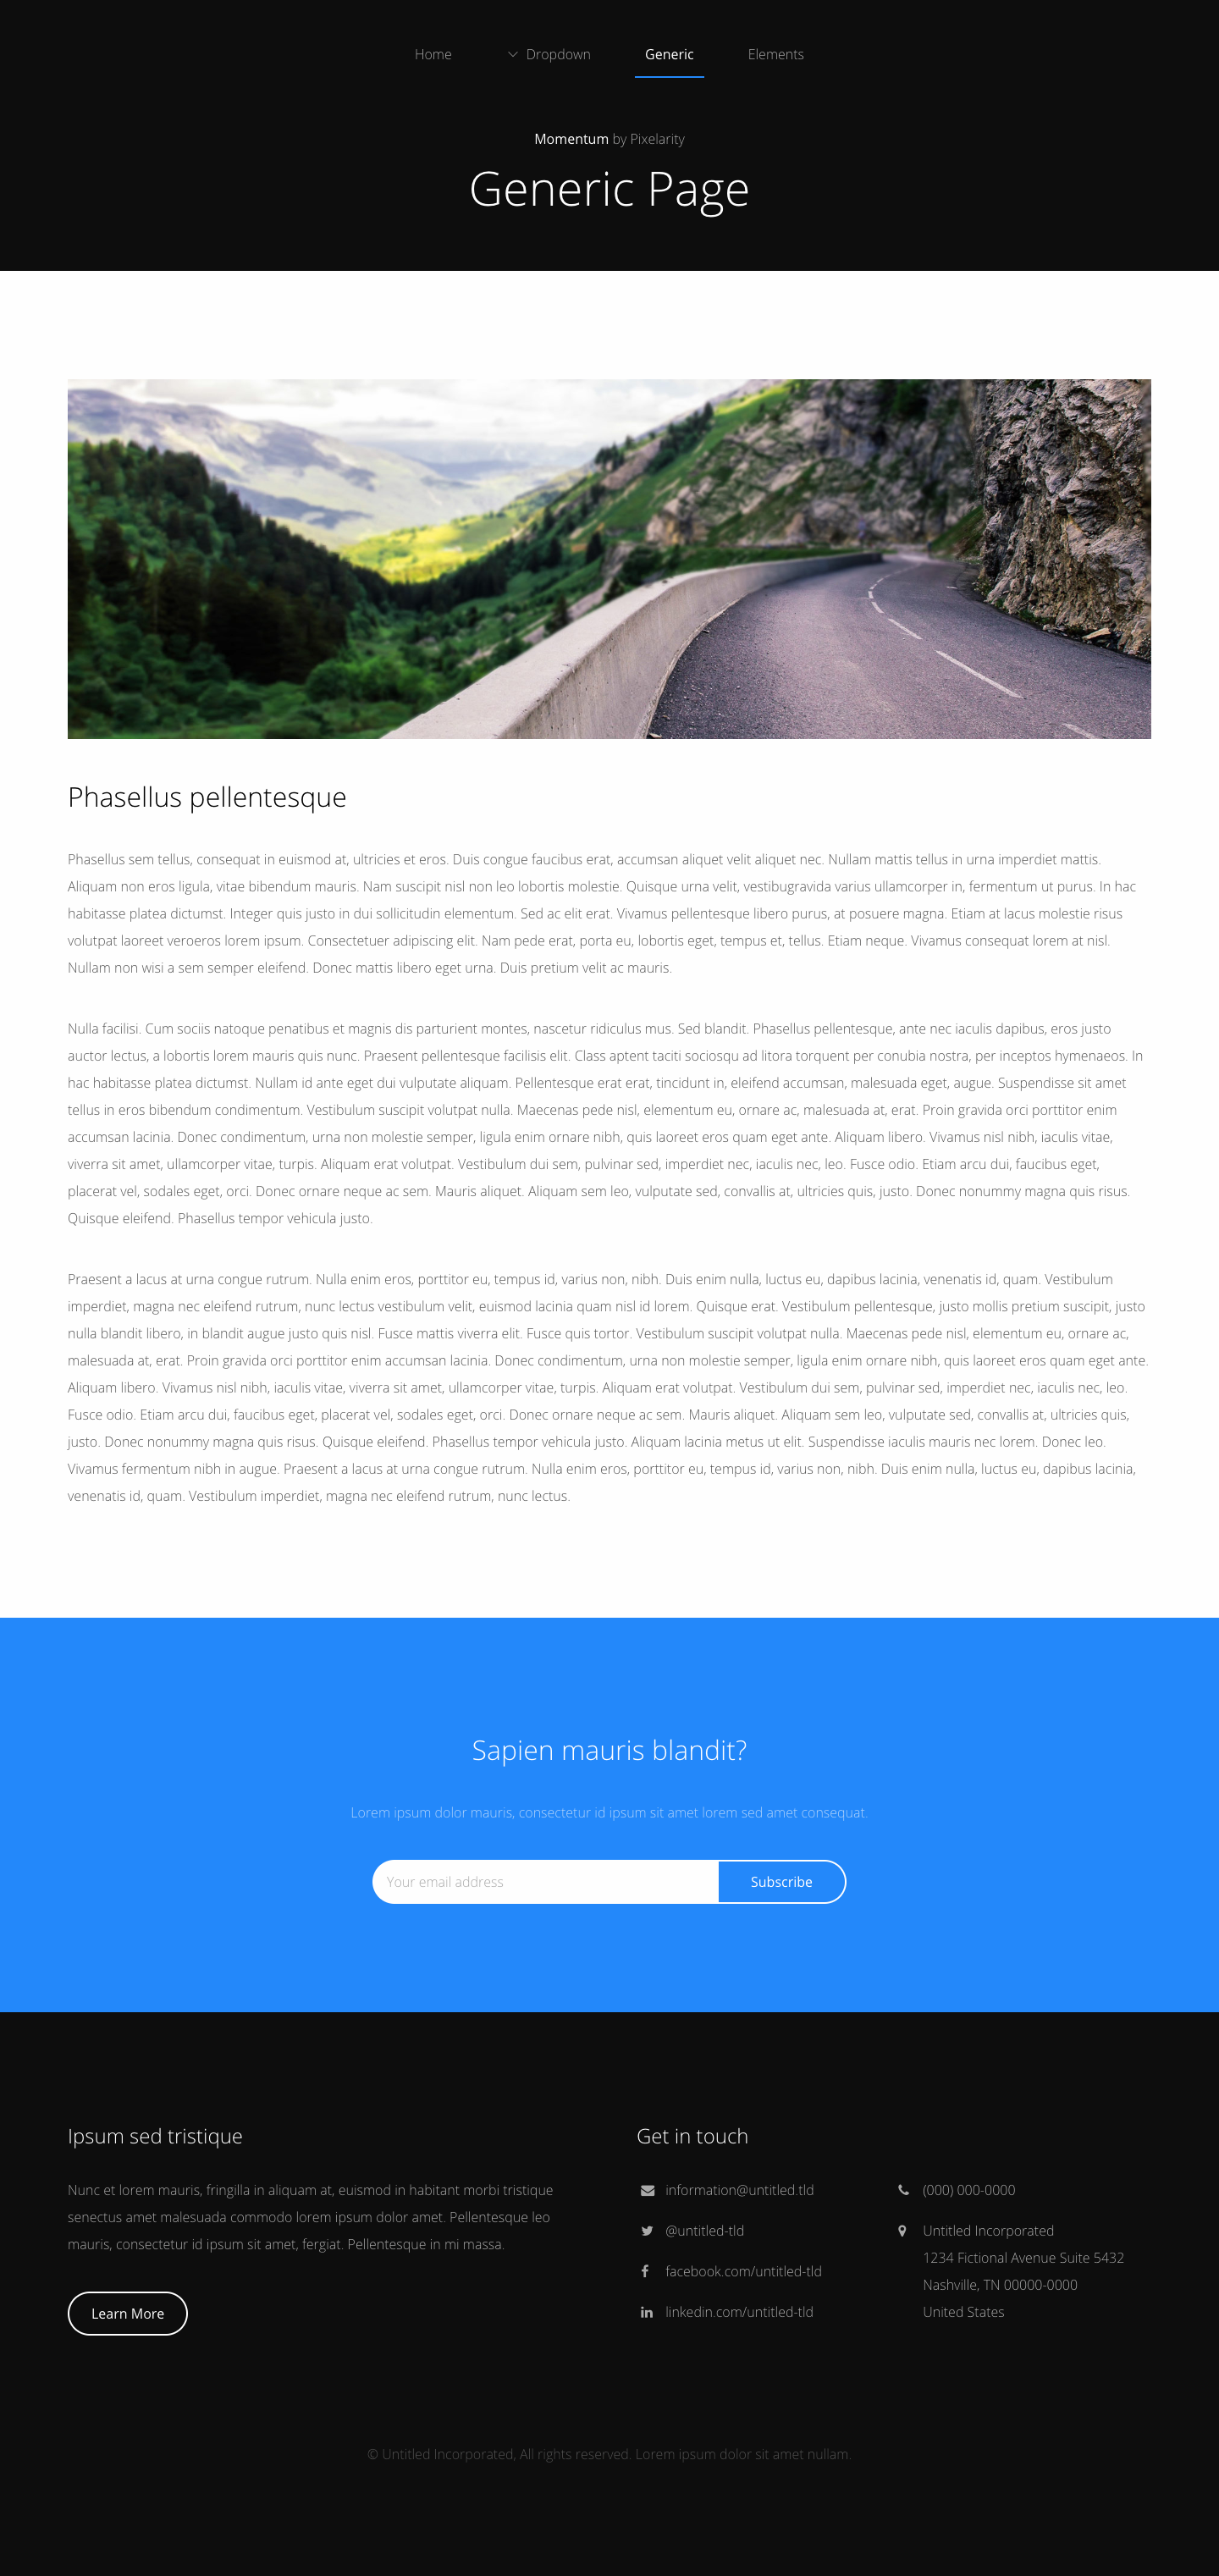 Home
Dropdown
Generic
Elements
Momentum by Pixelarity
Generic Page
Phasellus pellentesque
Phasellus sem tellus, consequat in euismod at, ultricies et eros. Duis congue faucibus erat, accumsan aliquet velit aliquet nec. Nullam mattis tellus in urna imperdiet mattis.
Aliquam non eros ligula, vitae bibendum mauris. Nam suscipit nisl non leo lobortis molestie. Quisque urna velit, vestibugravida varius ullamcorper in, fermentum ut purus. In hac
habitasse platea dictumst. Integer quis justo in dui sollicitudin elementum. Sed ac elit erat. Vivamus pellentesque libero purus, at posuere magna. Etiam at lacus molestie risus
volutpat laoreet veroeros lorem ipsum. Consectetuer adipiscing elit. Nam pede erat, porta eu, lobortis eget, tempus et, tellus. Etiam neque. Vivamus consequat lorem at nisl.
Nullam non wisi a sem semper eleifend. Donec mattis libero eget urna. Duis pretium velit ac mauris.
Nulla facilisi. Cum sociis natoque penatibus et magnis dis parturient montes, nascetur ridiculus mus. Sed blandit. Phasellus pellentesque, ante nec iaculis dapibus, eros justo
auctor lectus, a lobortis lorem mauris quis nunc. Praesent pellentesque facilisis elit. Class aptent taciti sociosqu ad litora torquent per conubia nostra, per inceptos hymenaeos. In
hac habitasse platea dictumst. Nullam id ante eget dui vulputate aliquam. Pellentesque erat erat, tincidunt in, eleifend accumsan, malesuada eget, augue. Suspendisse sit amet
tellus in eros bibendum condimentum. Vestibulum suscipit volutpat nulla. Maecenas pede nisl, elementum eu, ornare ac, malesuada at, erat. Proin gravida orci porttitor enim
accumsan lacinia. Donec condimentum, urna non molestie semper, ligula enim ornare nibh, quis laoreet eros quam eget ante. Aliquam libero. Vivamus nisl nibh, iaculis vitae,
viverra sit amet, ullamcorper vitae, turpis. Aliquam erat volutpat. Vestibulum dui sem, pulvinar sed, imperdiet nec, iaculis nec, leo. Fusce odio. Etiam arcu dui, faucibus eget,
placerat vel, sodales eget, orci. Donec ornare neque ac sem. Mauris aliquet. Aliquam sem leo, vulputate sed, convallis at, ultricies quis, justo. Donec nonummy magna quis risus.
Quisque eleifend. Phasellus tempor vehicula justo.
Praesent a lacus at urna congue rutrum. Nulla enim eros, porttitor eu, tempus id, varius non, nibh. Duis enim nulla, luctus eu, dapibus lacinia, venenatis id, quam. Vestibulum
imperdiet, magna nec eleifend rutrum, nunc lectus vestibulum velit, euismod lacinia quam nisl id lorem. Quisque erat. Vestibulum pellentesque, justo mollis pretium suscipit, justo
nulla blandit libero, in blandit augue justo quis nisl. Fusce mattis viverra elit. Fusce quis tortor. Vestibulum suscipit volutpat nulla. Maecenas pede nisl, elementum eu, ornare ac,
malesuada at, erat. Proin gravida orci porttitor enim accumsan lacinia. Donec condimentum, urna non molestie semper, ligula enim ornare nibh, quis laoreet eros quam eget ante.
Aliquam libero. Vivamus nisl nibh, iaculis vitae, viverra sit amet, ullamcorper vitae, turpis. Aliquam erat volutpat. Vestibulum dui sem, pulvinar sed, imperdiet nec, iaculis nec, leo.
Fusce odio. Etiam arcu dui, faucibus eget, placerat vel, sodales eget, orci. Donec ornare neque ac sem. Mauris aliquet. Aliquam sem leo, vulputate sed, convallis at, ultricies quis,
justo. Donec nonummy magna quis risus. Quisque eleifend. Phasellus tempor vehicula justo. Aliquam lacinia metus ut elit. Suspendisse iaculis mauris nec lorem. Donec leo.
Vivamus fermentum nibh in augue. Praesent a lacus at urna congue rutrum. Nulla enim eros, porttitor eu, tempus id, varius non, nibh. Duis enim nulla, luctus eu, dapibus lacinia,
venenatis id, quam. Vestibulum imperdiet, magna nec eleifend rutrum, nunc lectus.
Sapien mauris blandit?
Lorem ipsum dolor mauris, consectetur id ipsum sit amet lorem sed amet consequat.
Your email address
Subscribe
Ipsum sed tristique
Nunc et lorem mauris, fringilla in aliquam at, euismod in habitant morbi tristique
senectus amet malesuada commodo lorem ipsum dolor amet. Pellentesque leo
mauris, consectetur id ipsum sit amet, fergiat. Pellentesque in mi massa.
Learn More
Get in touch
information@untitled.tld
@untitled-tld
facebook.com/untitled-tld
linkedin.com/untitled-tld
(000) 000-0000
Untitled Incorporated
1234 Fictional Avenue Suite 5432
Nashville, TN 00000-0000
United States
© Untitled Incorporated, All rights reserved. Lorem ipsum dolor sit amet nullam.